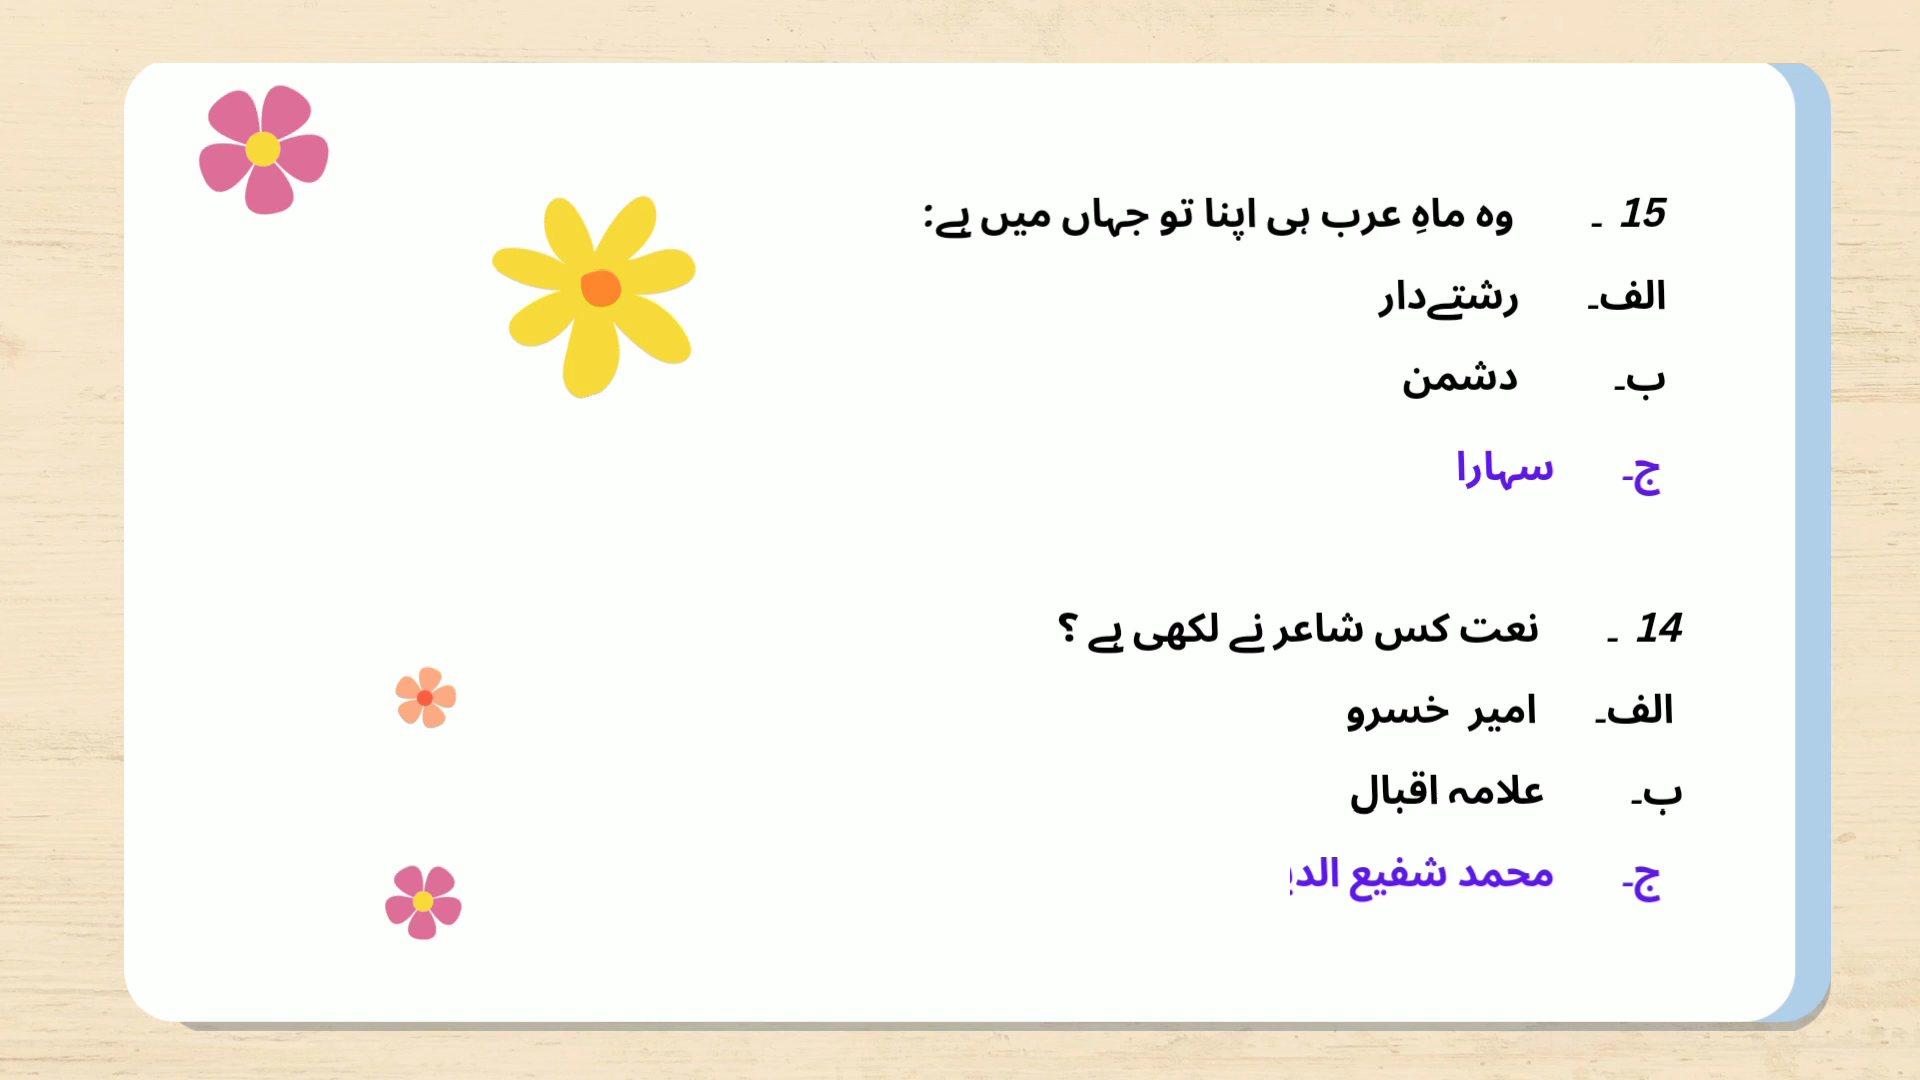 15 ۔ وہ ماہِ عرب ہی اپنا تو جہاں میں ہے:
الف۔ رشتےدار
ب۔ دشمن
ج۔ سہارا
14 ۔ نعت کس شاعر نے لکھی ہے ؟
الف۔ امیر خسرو
ب۔ علامہ اقبال
ج۔ محمد شفیع